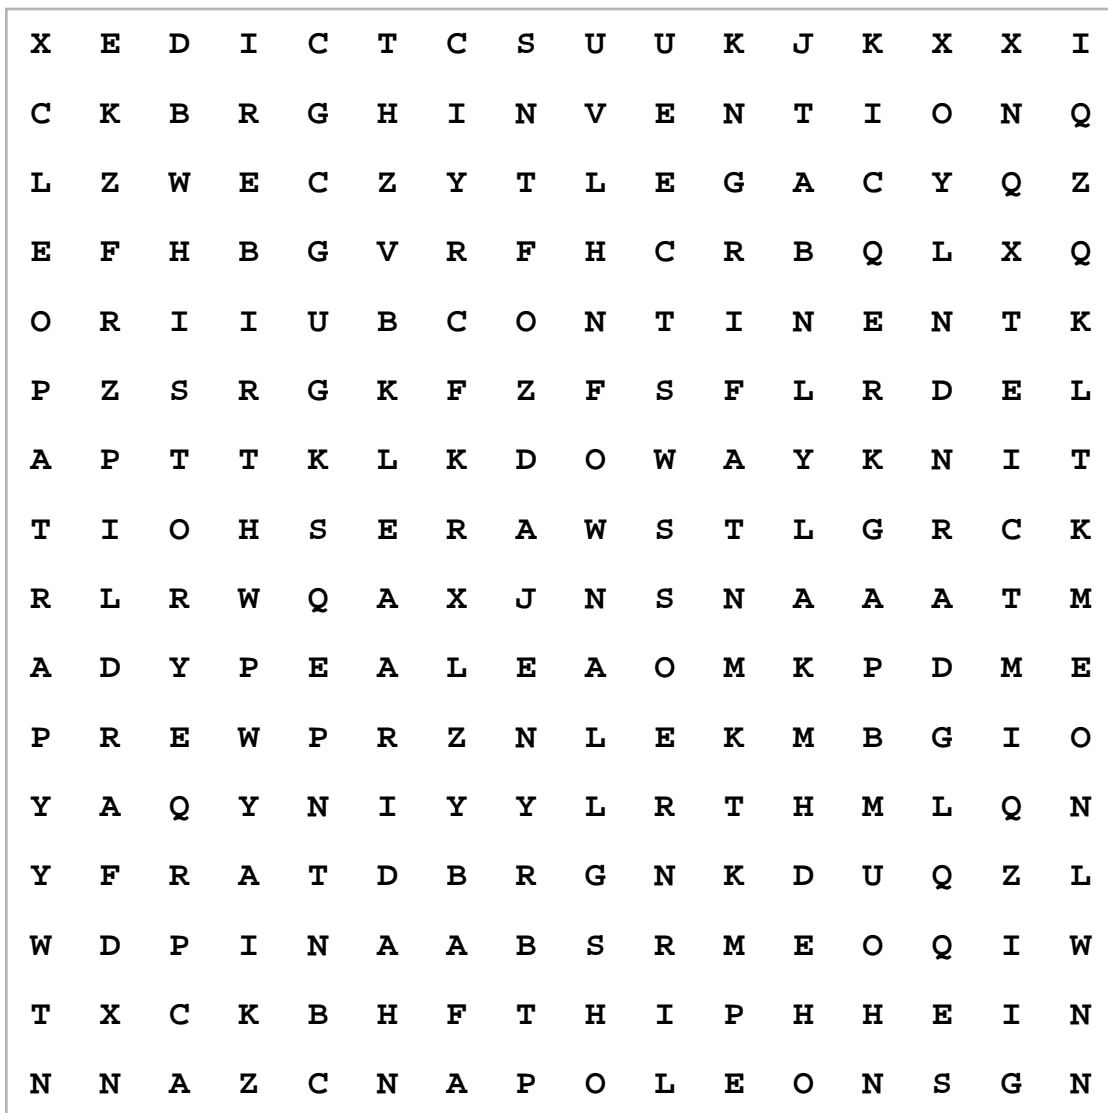 X E D I C T C S U U K J K X X I
C K B R G H I N V E N T I O N Q
L Z W E C Z Y T L E G A C Y Q Z
E F H B G V R F H C R B Q L X Q
O R I I U B C O N T I N E N T K
P Z S R G K F Z F S F L R D E L
A P T T K L K D O W A Y K N I T
T I O H S E R A W S T L G R C K
R L R W Q A X J N S N A A A T M
A D Y P E A L E A O M K P D M E
P R E W P R Z N L E K M B G I O
Y A Q Y N I Y Y L R T H M L Q N
Y F R A T D B R G N K D U Q Z L
W D P I N A A B S R M E O Q I W
T X C K B H F T H I P H H E I N
N N A Z C N A P O L E O N S G N